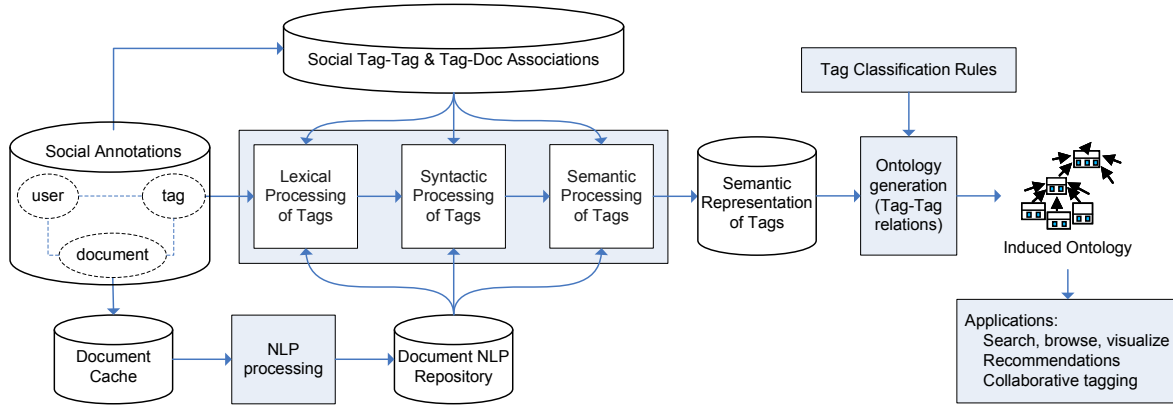 Social Tag-Tag & Tag-Doc Associations
Tag Classification Rules
Social Annotations
user
tag
document
Lexical
Processing
of Tags
Syntactic
Processing
of Tags
Semantic
Processing
of Tags
Semantic
Representation
of Tags
Ontology
generation
(Tag-Tag
relations)
Induced Ontology
Document
Cache
NLP
processing
Document NLP
Repository
Applications:
Search, browse, visualize
Recommendations
Collaborative tagging